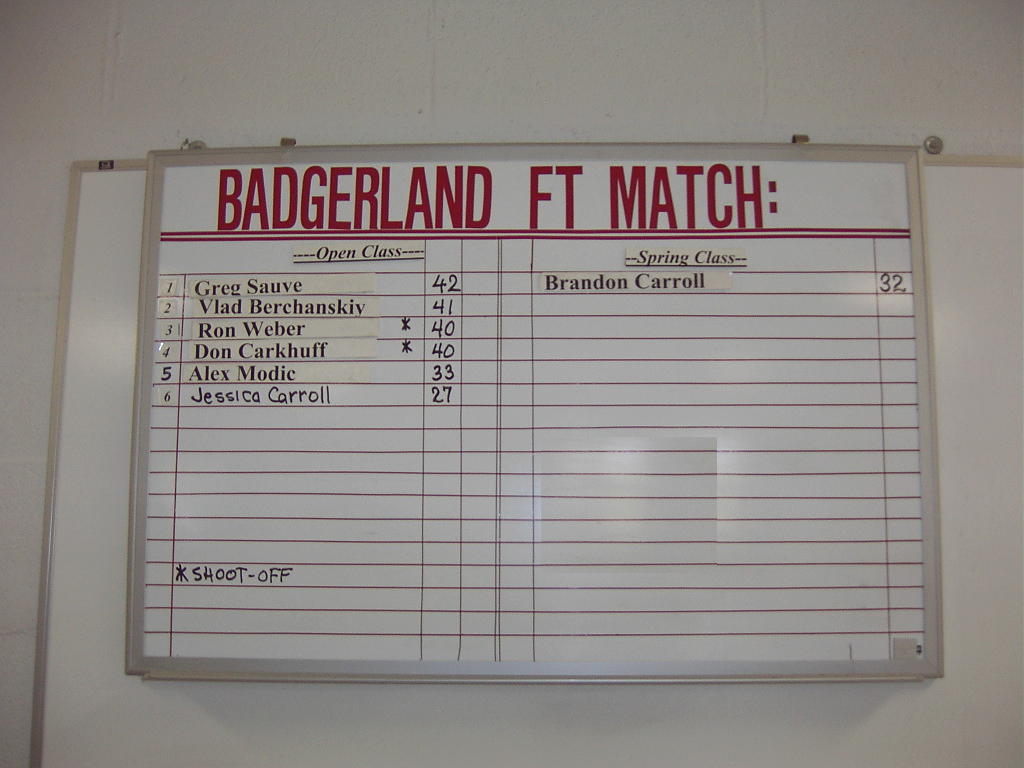 BADGERLAND FT MATCH:
----Open Class----
1 Greg Sauve 42
2 Vlad Berchanskiy 41
3 Ron Weber * 40
4 Don Carkhuff * 40
5 Alex Modic 33
6 Jessica Carroll 27
* SHOOT-OFF
--Spring Class--
Brandon Carroll 32